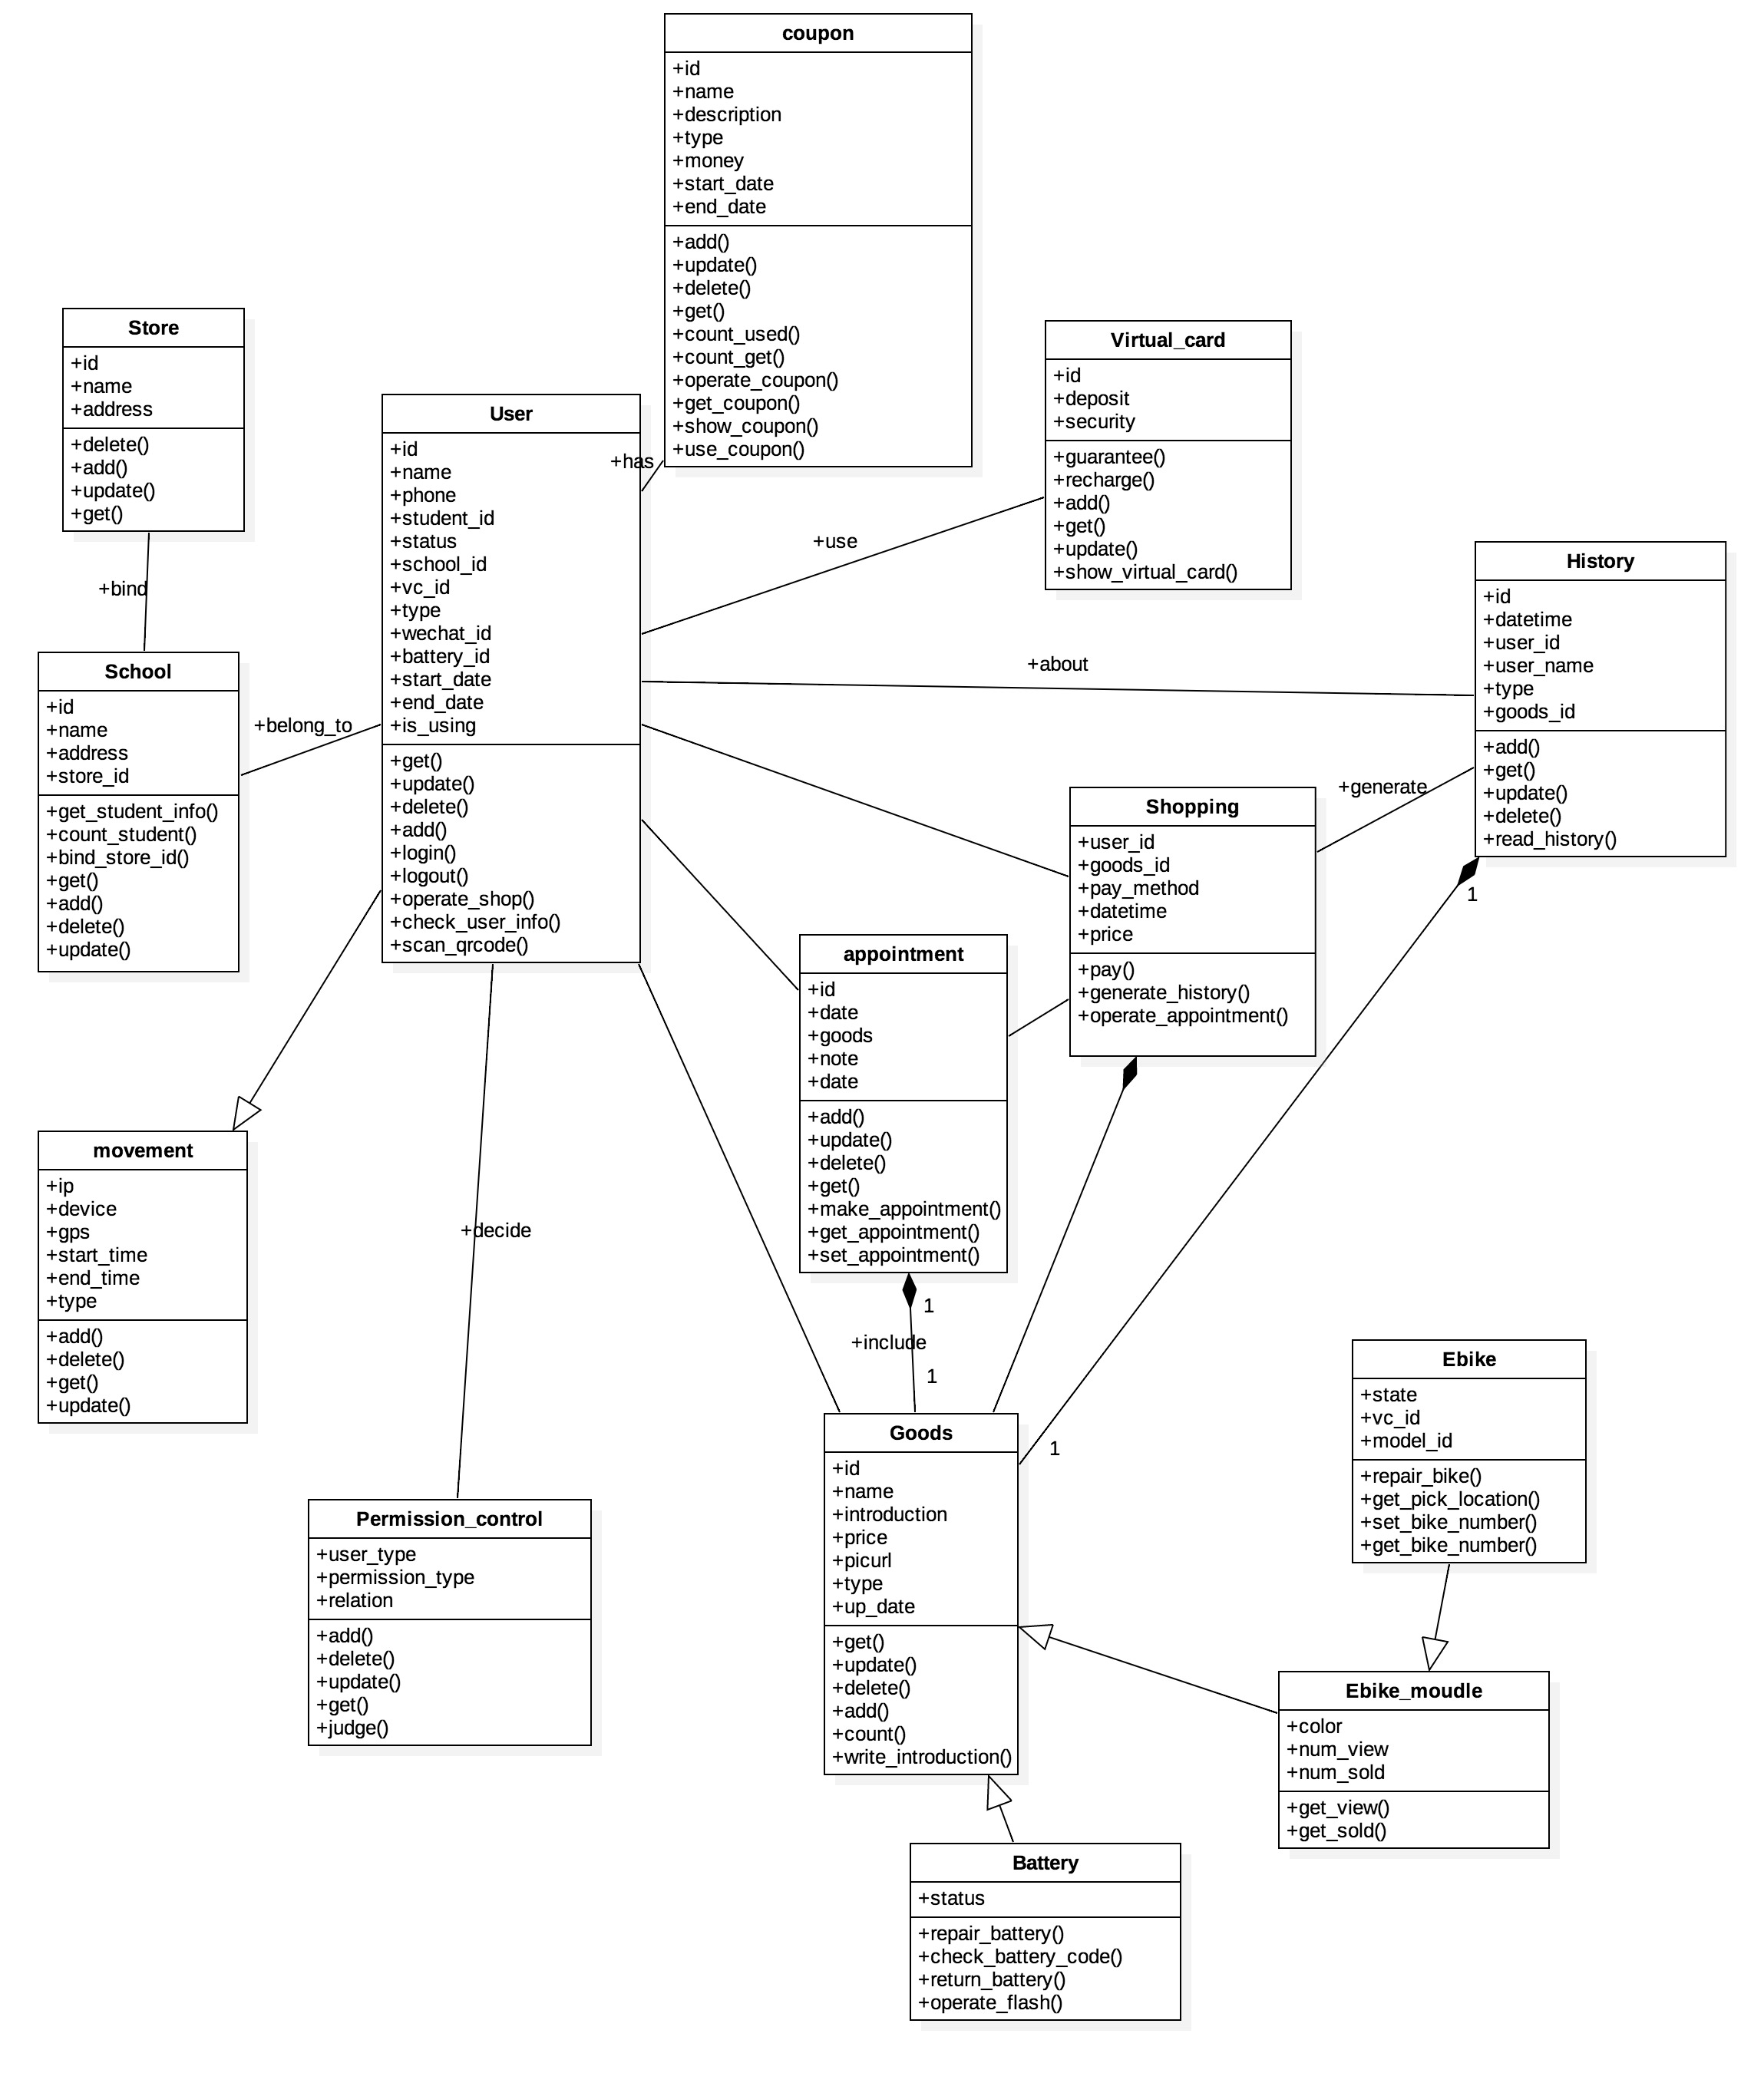 coupon
+id
+name
+description
+type
+money
+start_date
+end_date
+add()
+update()
+delete()
+get()
+count_used()
+count_get()
+operate_coupon()
+get_coupon()
+show_coupon()
+use_coupon()
Store
+id
+name
+address
+delete()
+add()
+update()
+get()
Virtual_card
+id
+deposit
+security
+guarantee()
+recharge()
+add()
+get()
+update()
+show_virtual_card()
User
+id
+name
+phone
+student_id
+status
+school_id
+vc_id
+type
+wechat_id
+battery_id
+start_date
+end_date
+is_using
+get()
+update()
+delete()
+add()
+login()
+logout()
+operate_shop()
+check_user_info()
+scan_qrcode()
+has
+use
+bind
+about
+belong_to
History
+id
+datetime
+user_id
+user_name
+type
+goods_id
+add()
+get()
+update()
+delete()
+read_history()
School
+id
+name
+address
+store_id
+get_student_info()
+count_student()
+bind_store_id()
+get()
+add()
+delete()
+update()
+generate
Shopping
+user_id
+goods_id
+pay_method
+datetime
+price
+pay()
+generate_history()
+operate_appointment()
1
appointment
+id
+date
+goods
+note
+date
+add()
+update()
+delete()
+get()
+make_appointment()
+get_appointment()
+set_appointment()
movement
+ip
+device
+gps
+start_time
+end_time
+type
+add()
+delete()
+get()
+update()
+decide
1
+include
1
1
Ebike
+state
+vc_id
+model_id
+repair_bike()
+get_pick_location()
+set_bike_number()
+get_bike_number()
Goods
+id
+name
+introduction
+price
+picurl
+type
+up_date
+get()
+update()
+delete()
+add()
+count()
+write_introduction()
Permission_control
+user_type
+permission_type
+relation
+add()
+delete()
+update()
+get()
+judge()
Ebike_moudle
+color
+num_view
+num_sold
+get_view()
+get_sold()
Battery
+status
+repair_battery()
+check_battery_code()
+return_battery()
+operate_flash()